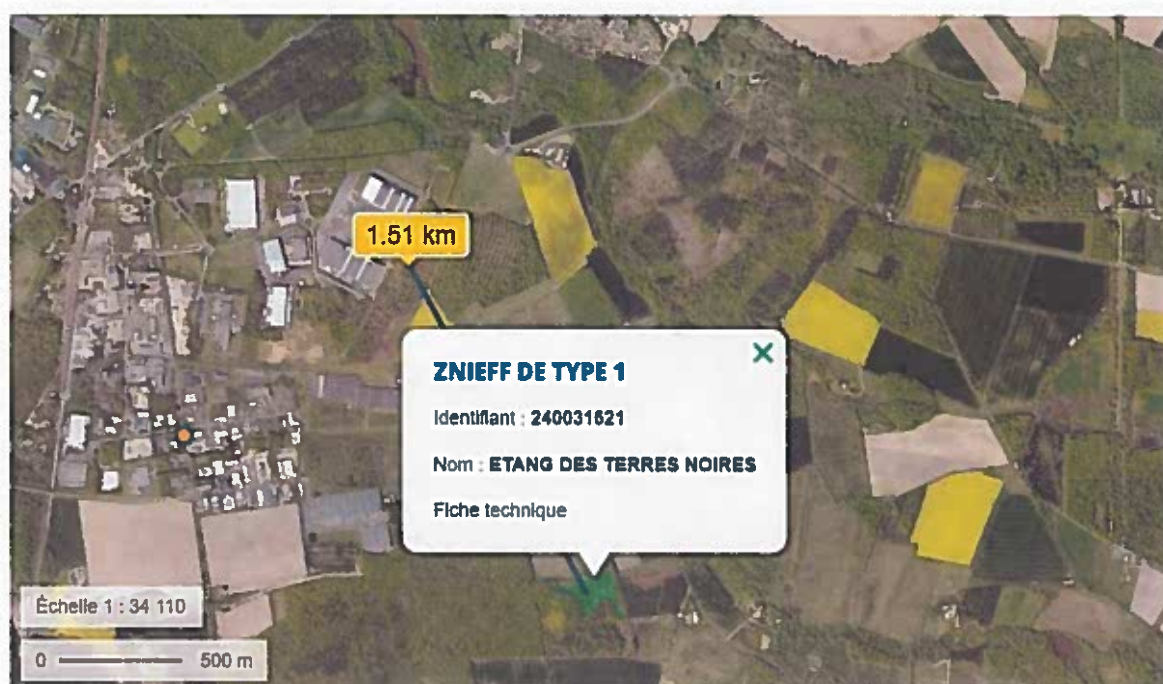 1.51 km
ZNIEFF DE TYPE 1
Identifiant : 240031621
Nom : ETANG DES TERRES NOIRES
Fiche technique
Échelle 1 : 34 110
0 500 m